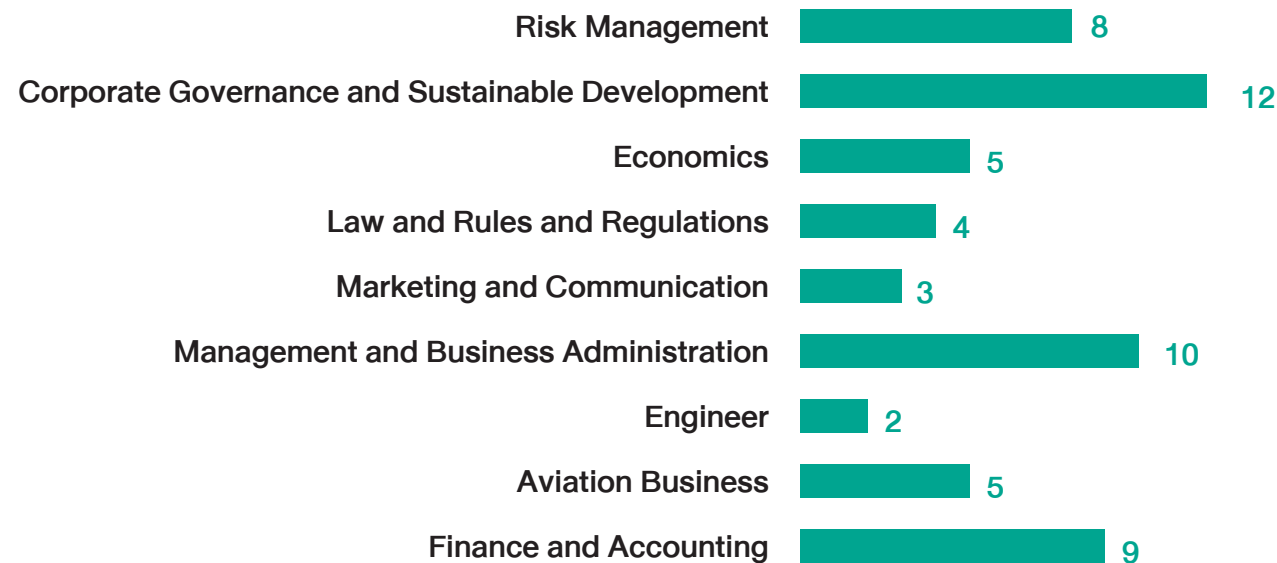 Risk Management 8
Corporate Governance and Sustainable Development 12
Economics 5
Law and Rules and Regulations 4
Marketing and Communication 3
Management and Business Administration 10
Engineer 2
Aviation Business 5
Finance and Accounting 9